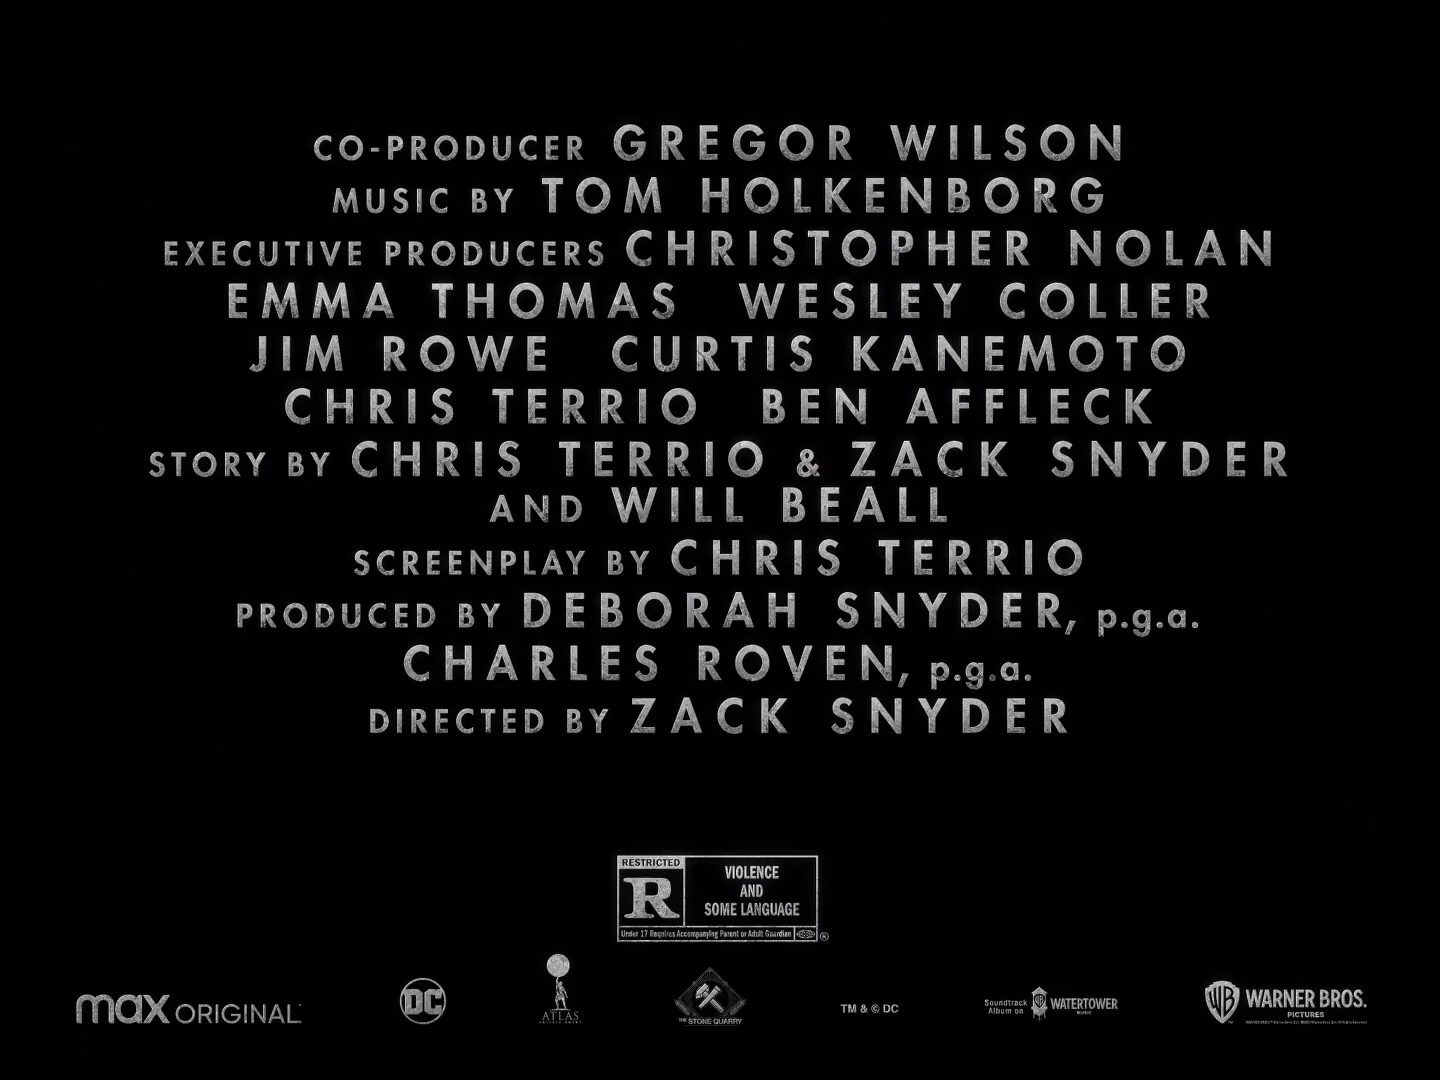 CO-PRODUCER GREGOR WILSON
MUSIC BY TOM HOLKENBORG
EXECUTIVE PRODUCERS CHRISTOPHER NOLAN
EMMA THOMAS WESLEY COLLER
JIM ROWE CURTIS KANEMOTO
CHRIS TERRIO BEN AFFLECK
STORY BY CHRIS TERRIO & ZACK SNYDER
AND WILL BEALL
SCREENPLAY BY CHRIS TERRIO
PRODUCED BY DEBORAH SNYDER, p.g.a.
CHARLES ROVEN, p.g.a.
DIRECTED BY ZACK SNYDER
RESTRICTED
R
VIOLENCE
AND
SOME LANGUAGE
Under 17 Requires Accompanying Parent or Adult Guardian
®
max ORIGINAL
DC
ATLAS
ENTERTAINMENT
THE STONE QUARRY
TM & © DC
Soundtrack
Album on
WATERTOWER
MUSIC
WB WARNER BROS.
PICTURES